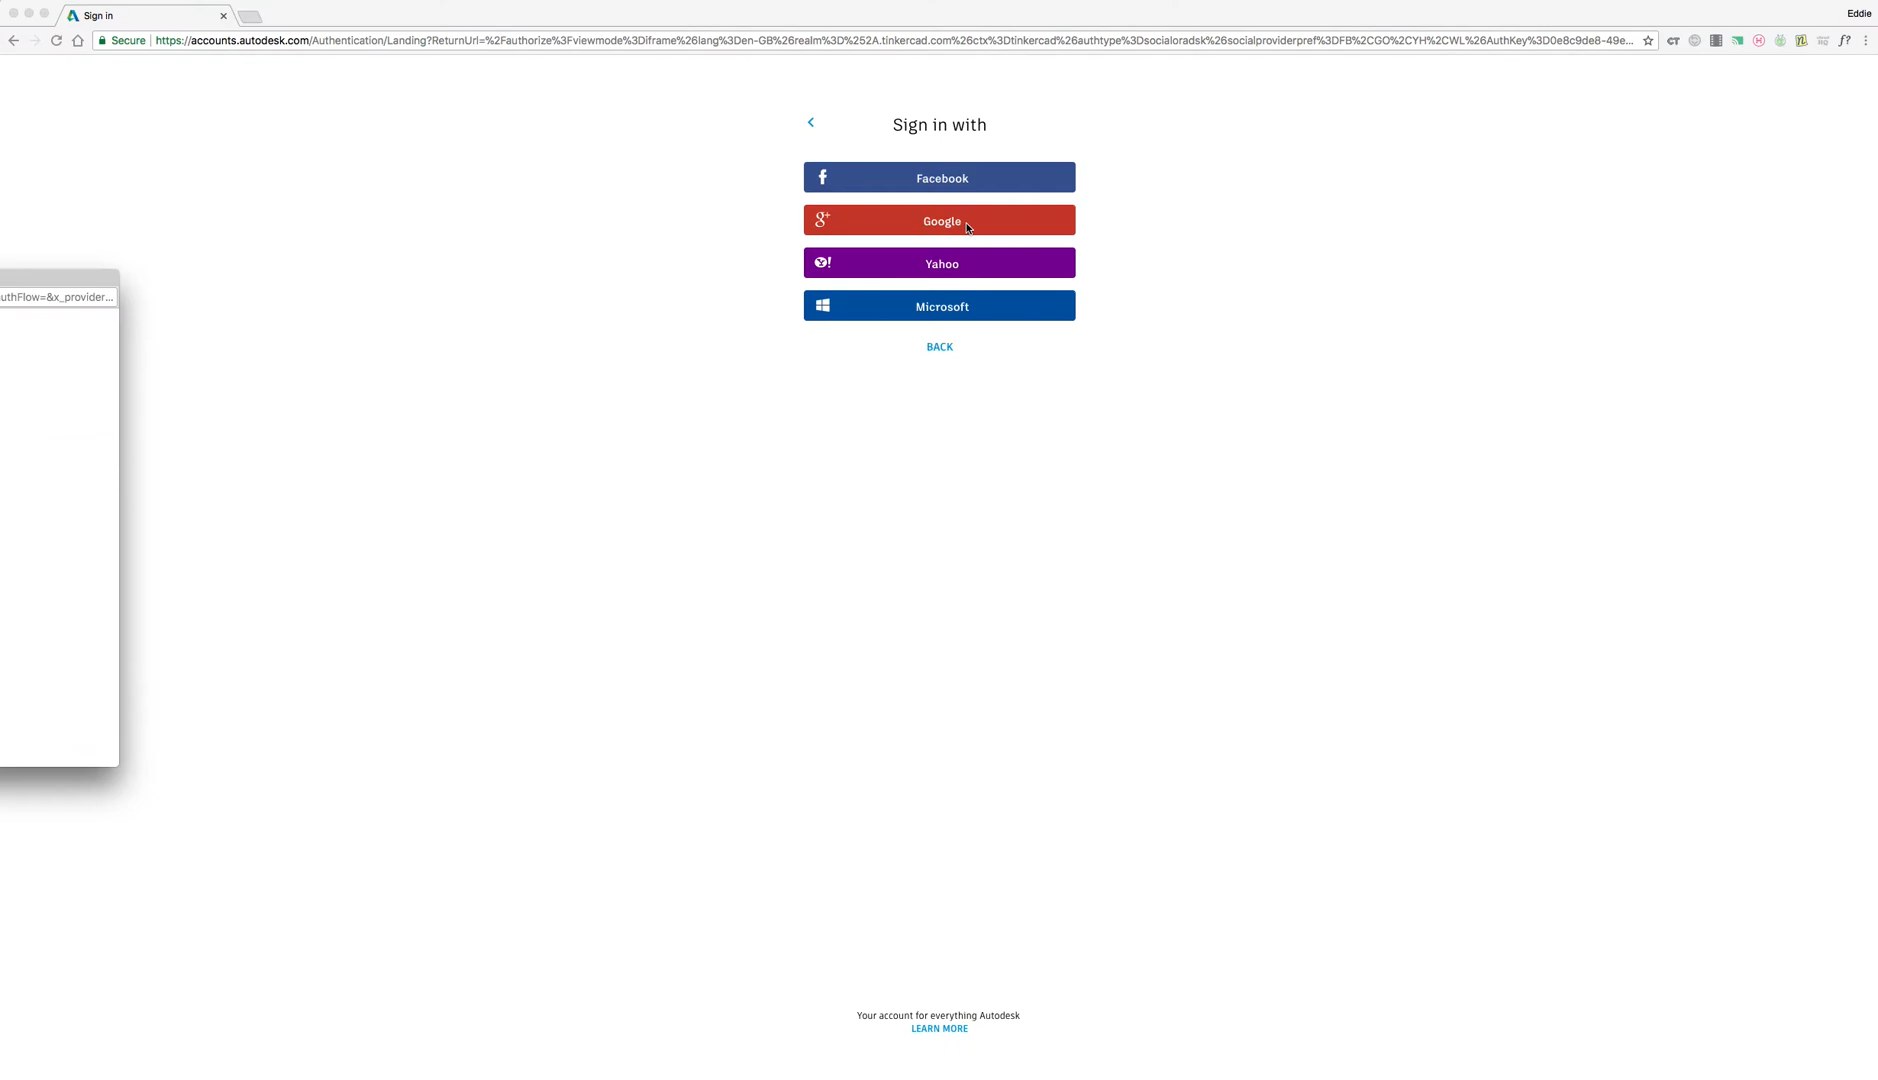 Sign in
Eddie
Secure
https://accounts.autodesk.com/Authentication/Landing?ReturnUrl=%2Fauthorize%3Fviewmode%3Diframe%26lang%3Den-GB%26realm%3D%252A.tinkercad.com%26ctx%3Dtinkercad%26authtype%3Dsocialoradsk%26socialproviderpref%3DFB%2CGO%2CYH%2CWL%26AuthKey%3D0e8c9de8-49e...
Sign in with
Facebook
Google
Yahoo
Microsoft
BACK
uthFlow=&x_provider...
Your account for everything Autodesk
LEARN MORE